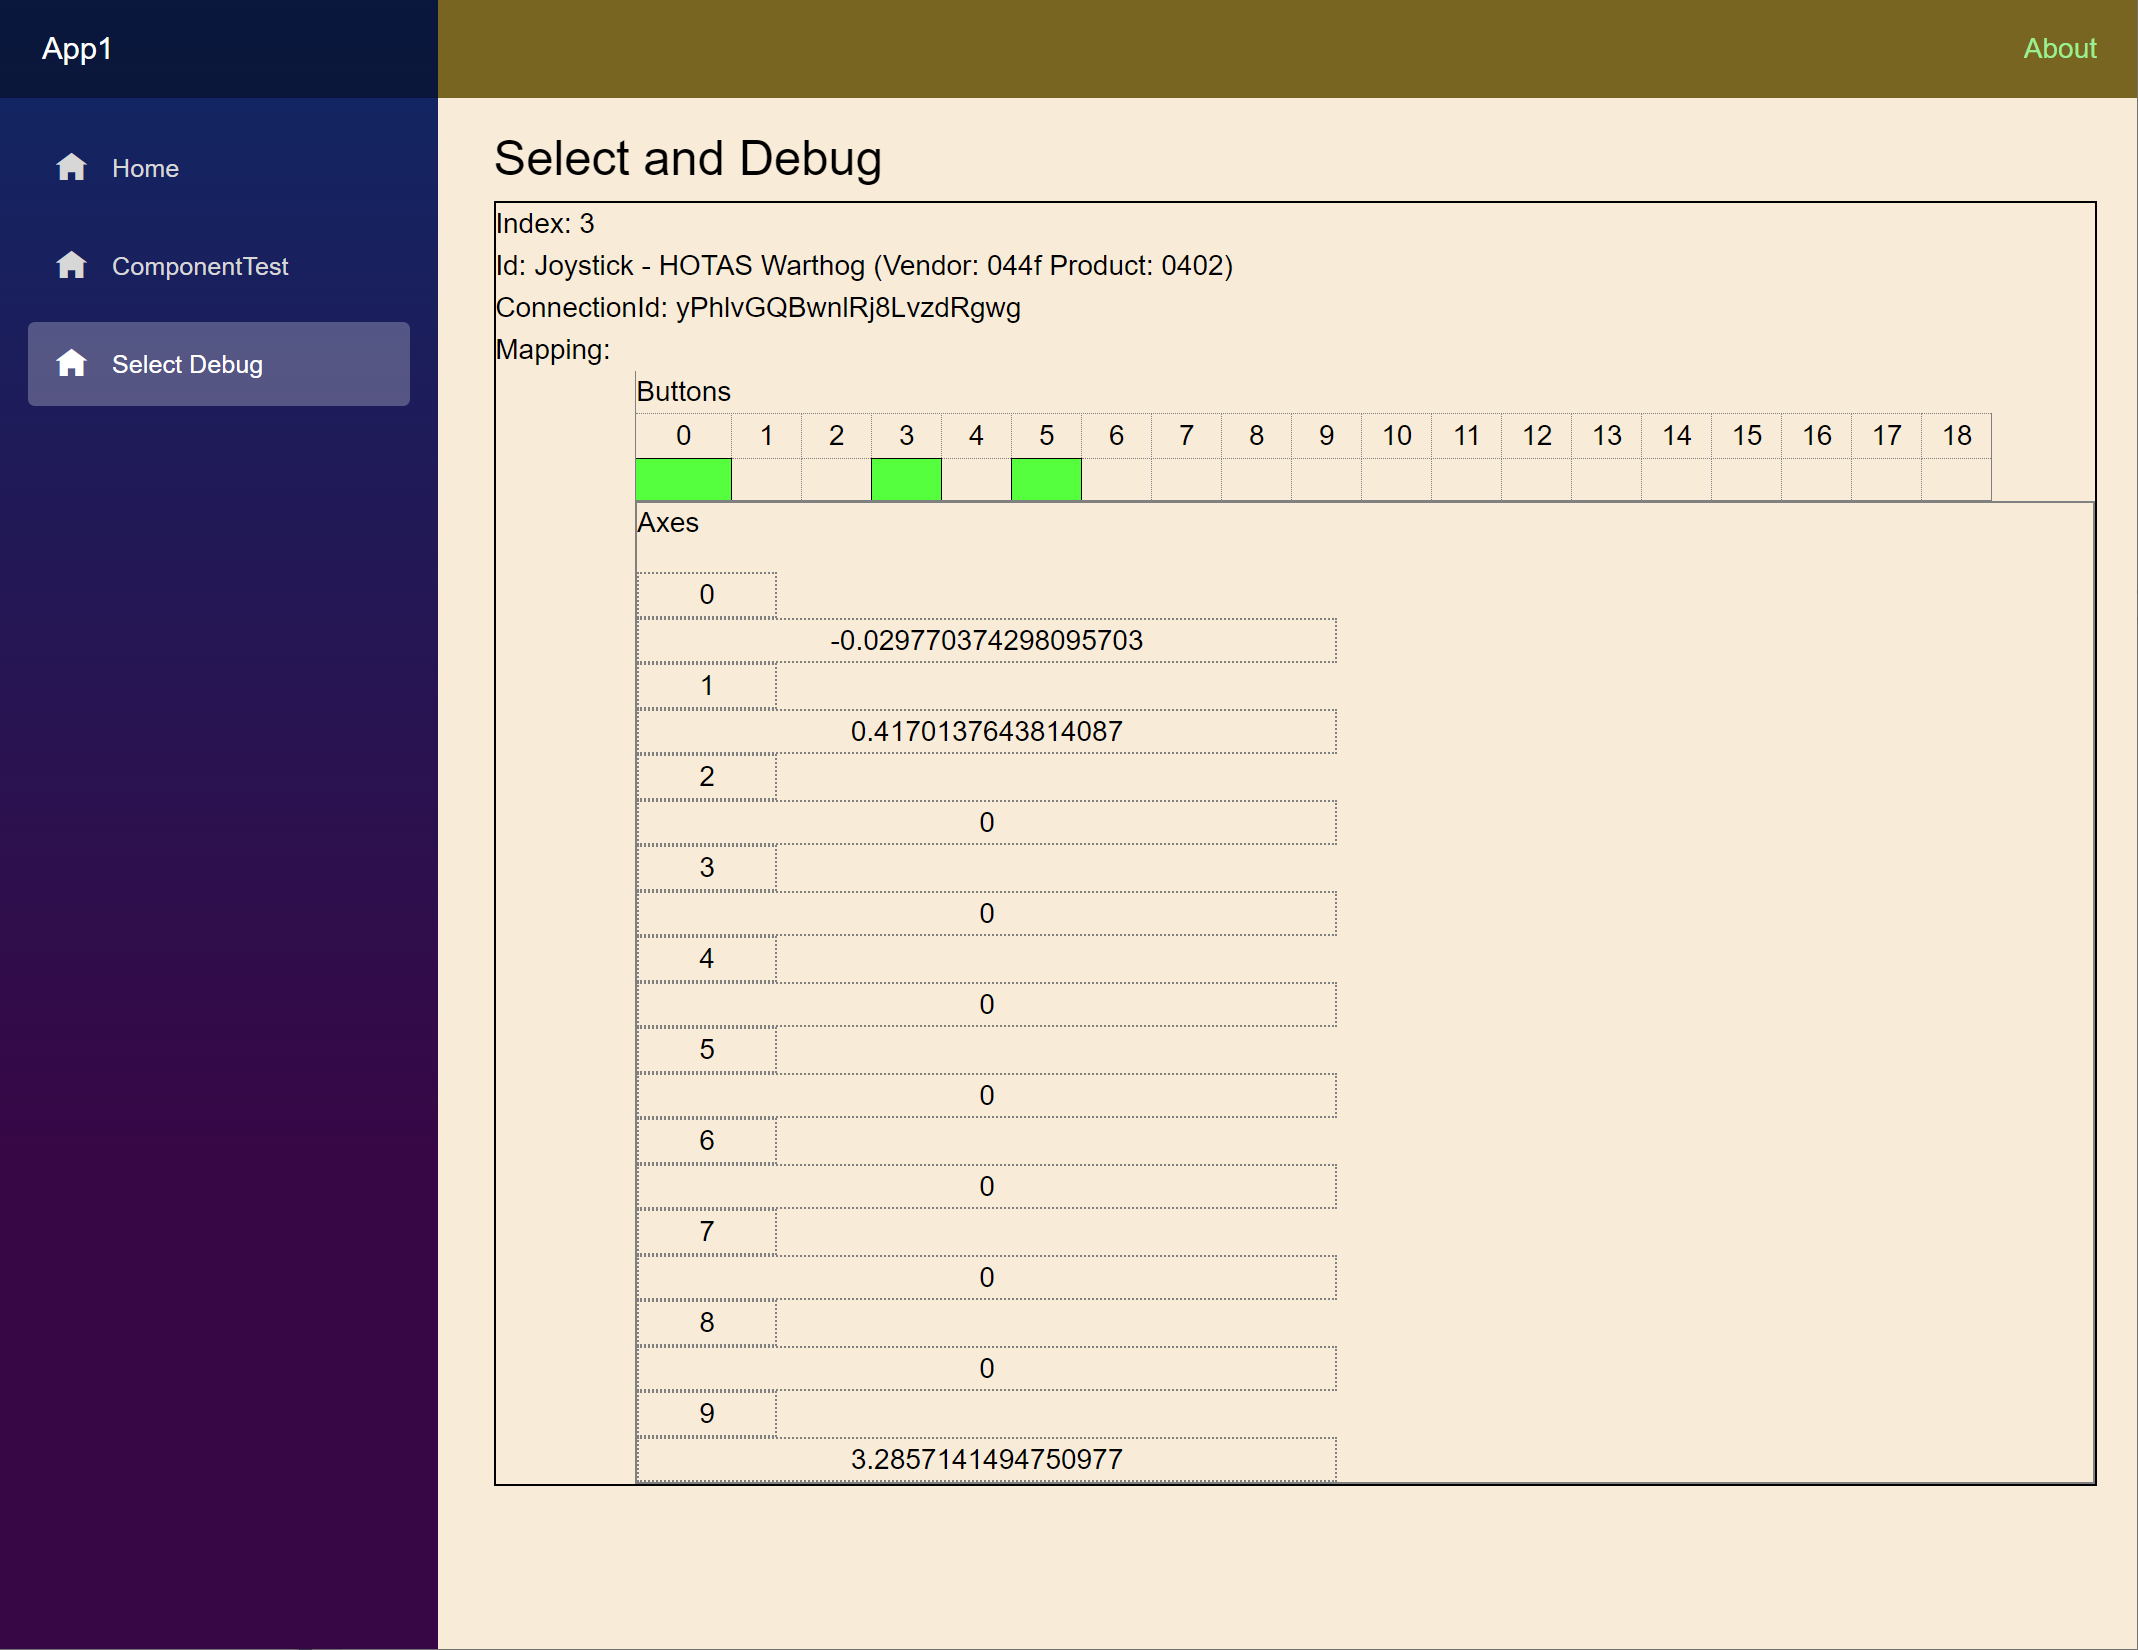 App1
About
Home
ComponentTest
Select Debug
Select and Debug
Index: 3
Id: Joystick - HOTAS Warthog (Vendor: 044f Product: 0402)
ConnectionId: yPhlvGQBwnlRj8LvzdRgwg
Mapping:
Buttons
0 1 2 3 4 5 6 7 8 9 10 11 12 13 14 15 16 17 18
Axes
0
-0.029770374298095703
1
0.4170137643814087
2
0
3
0
4
0
5
0
6
0
7
0
8
0
9
3.2857141494750977